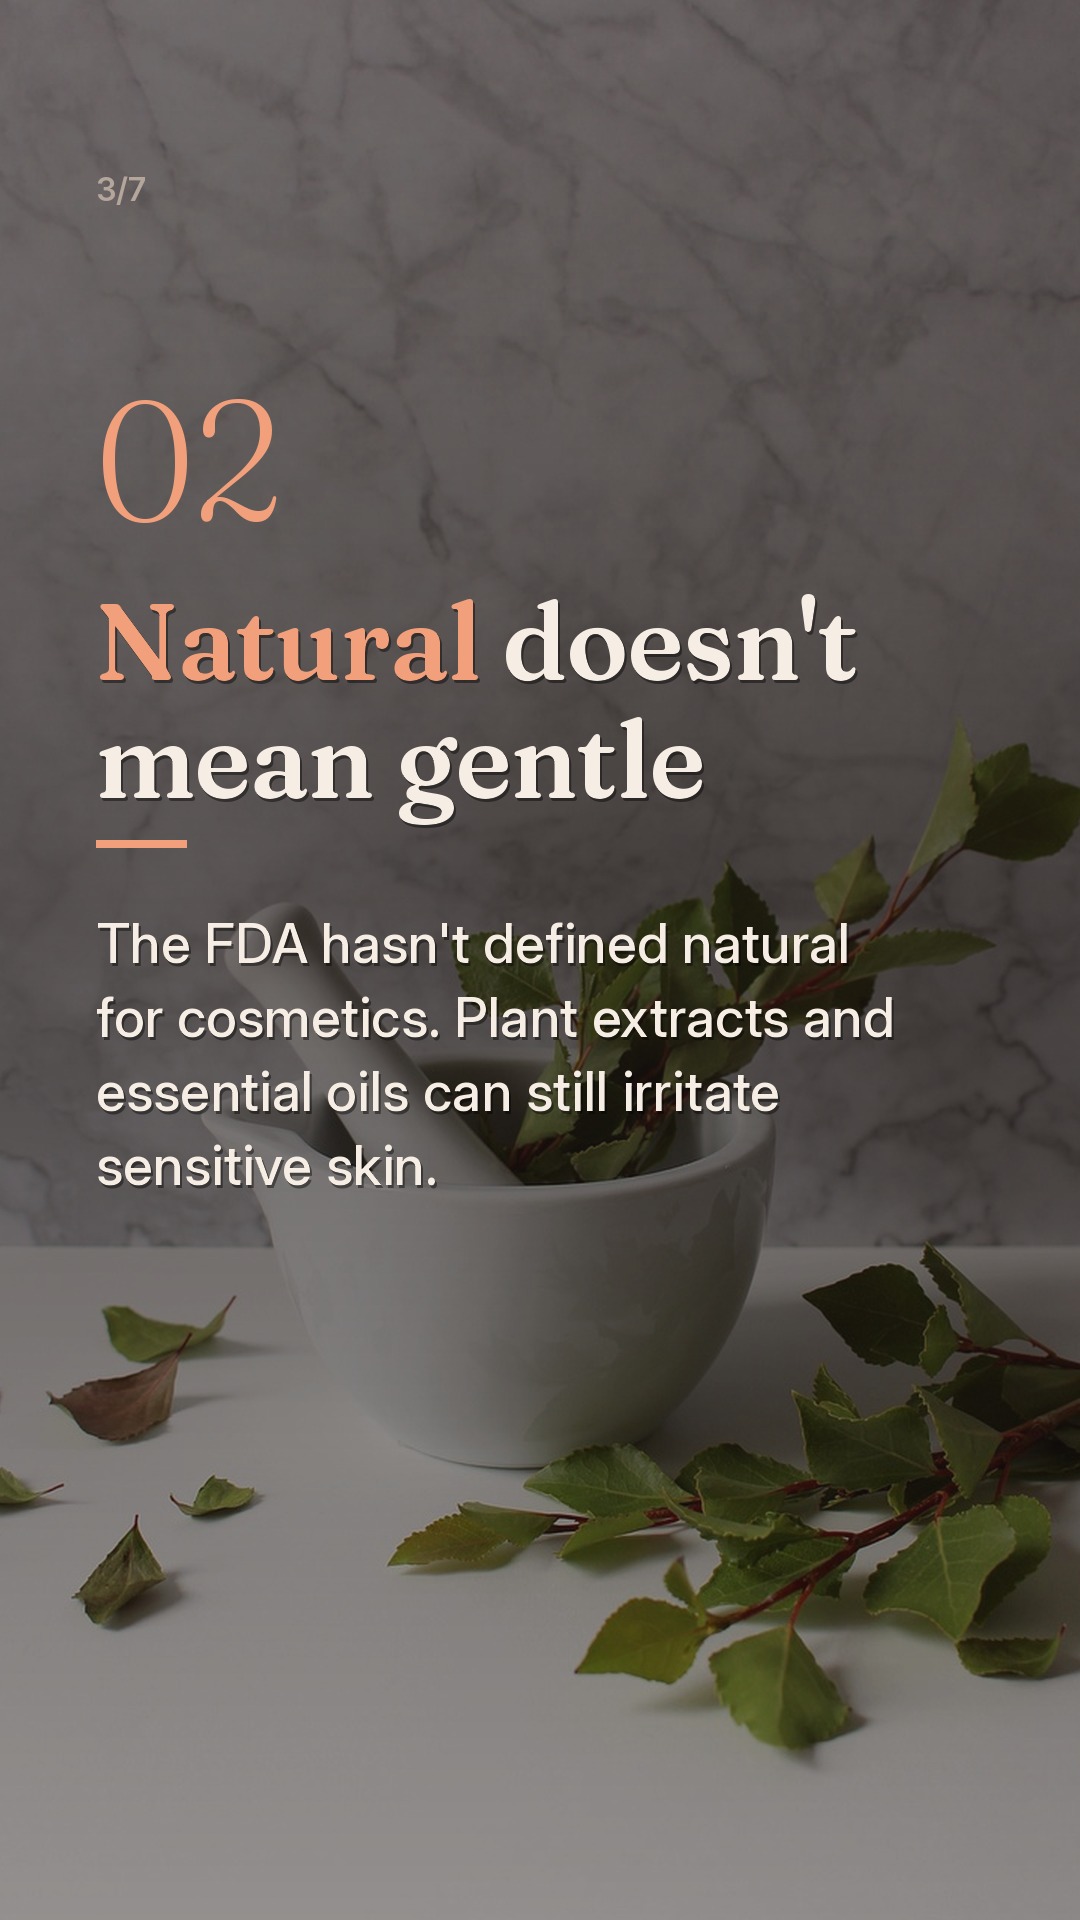 3/7
02
Natural doesn't
mean gentle
The FDA hasn't defined natural
for cosmetics. Plant extracts and
essential oils can still irritate
sensitive skin.